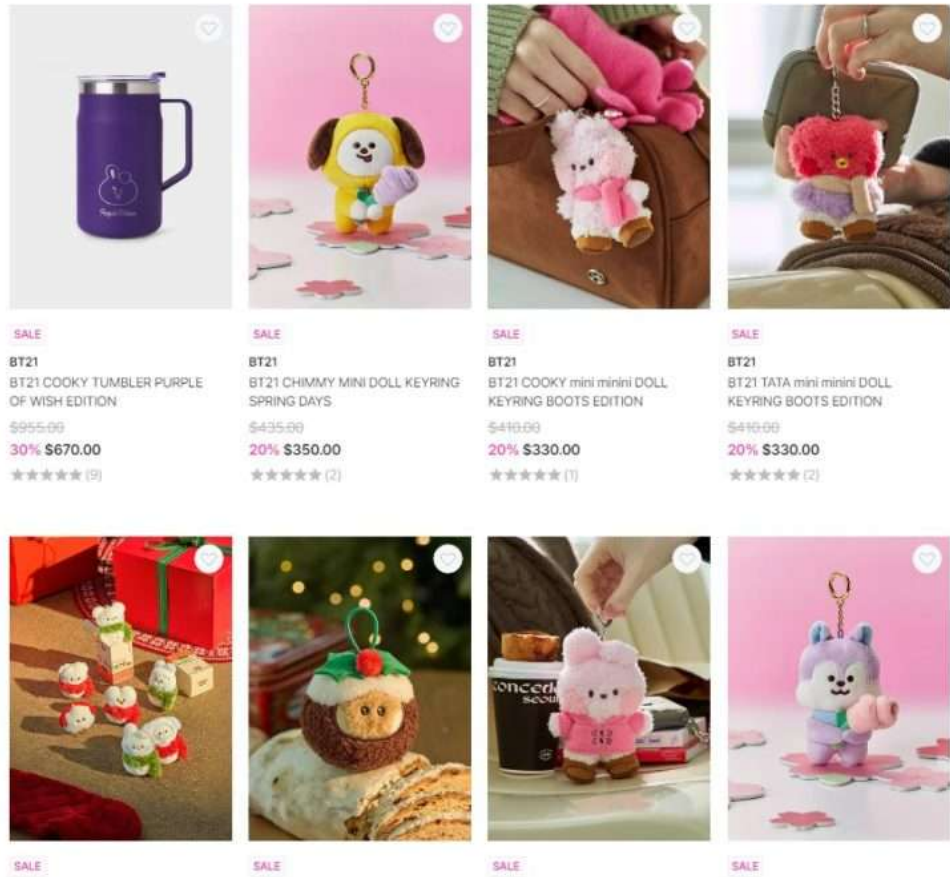 SALE
BT21
BT21 COOKY TUMBLER PURPLE
OF WISH EDITION
$955.00
30% $670.00
★★★★★ (9)
SALE
BT21
BT21 CHIMMY MINI DOLL KEYRING
SPRING DAYS
$435.00
20% $350.00
★★★★★ (2)
SALE
BT21
BT21 COOKY mini minini DOLL
KEYRING BOOTS EDITION
$410.00
20% $330.00
★★★★★ (1)
SALE
BT21
BT21 TATA mini minini DOLL
KEYRING BOOTS EDITION
$410.00
20% $330.00
★★★★★ (2)
seoul
SALE
SALE
SALE
SALE